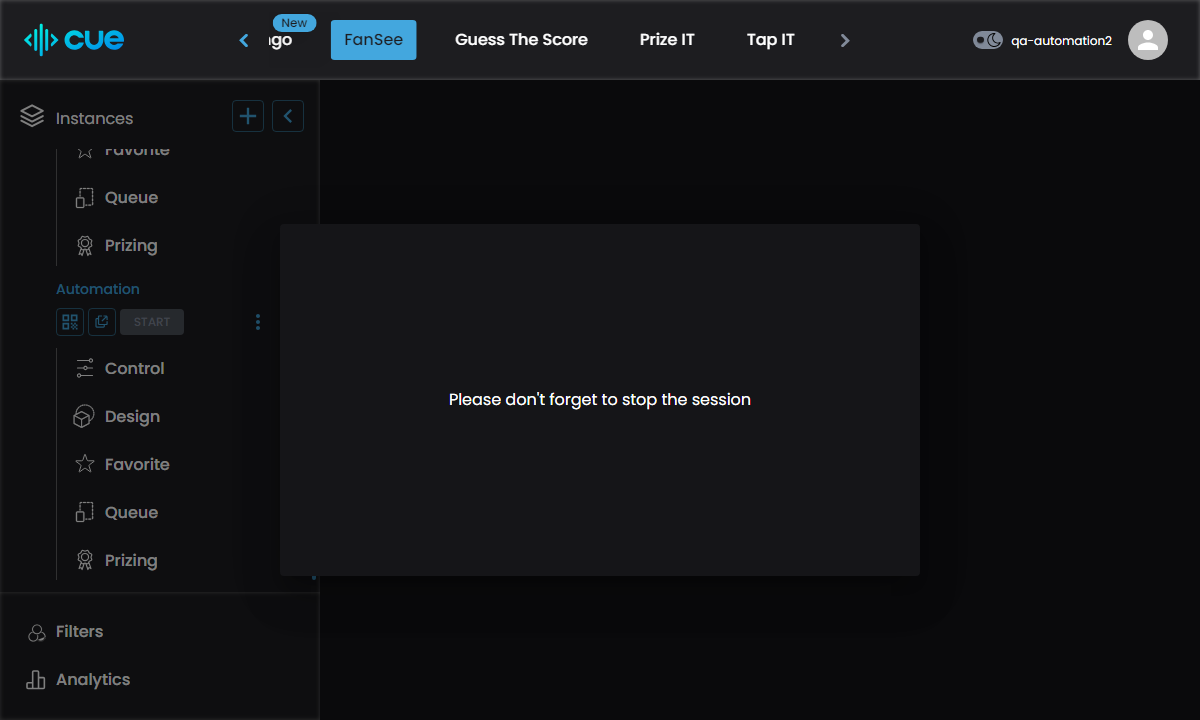 cue
New
FanSee
Guess The Score
Prize IT
Tap IT
qa-automation2
Instances
Favorite
Queue
Prizing
Automation
START
Control
Design
Favorite
Queue
Prizing
Filters
Analytics
Please don't forget to stop the session